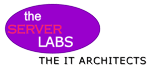 the
SERVER
LABS
THE IT ARCHITECTS